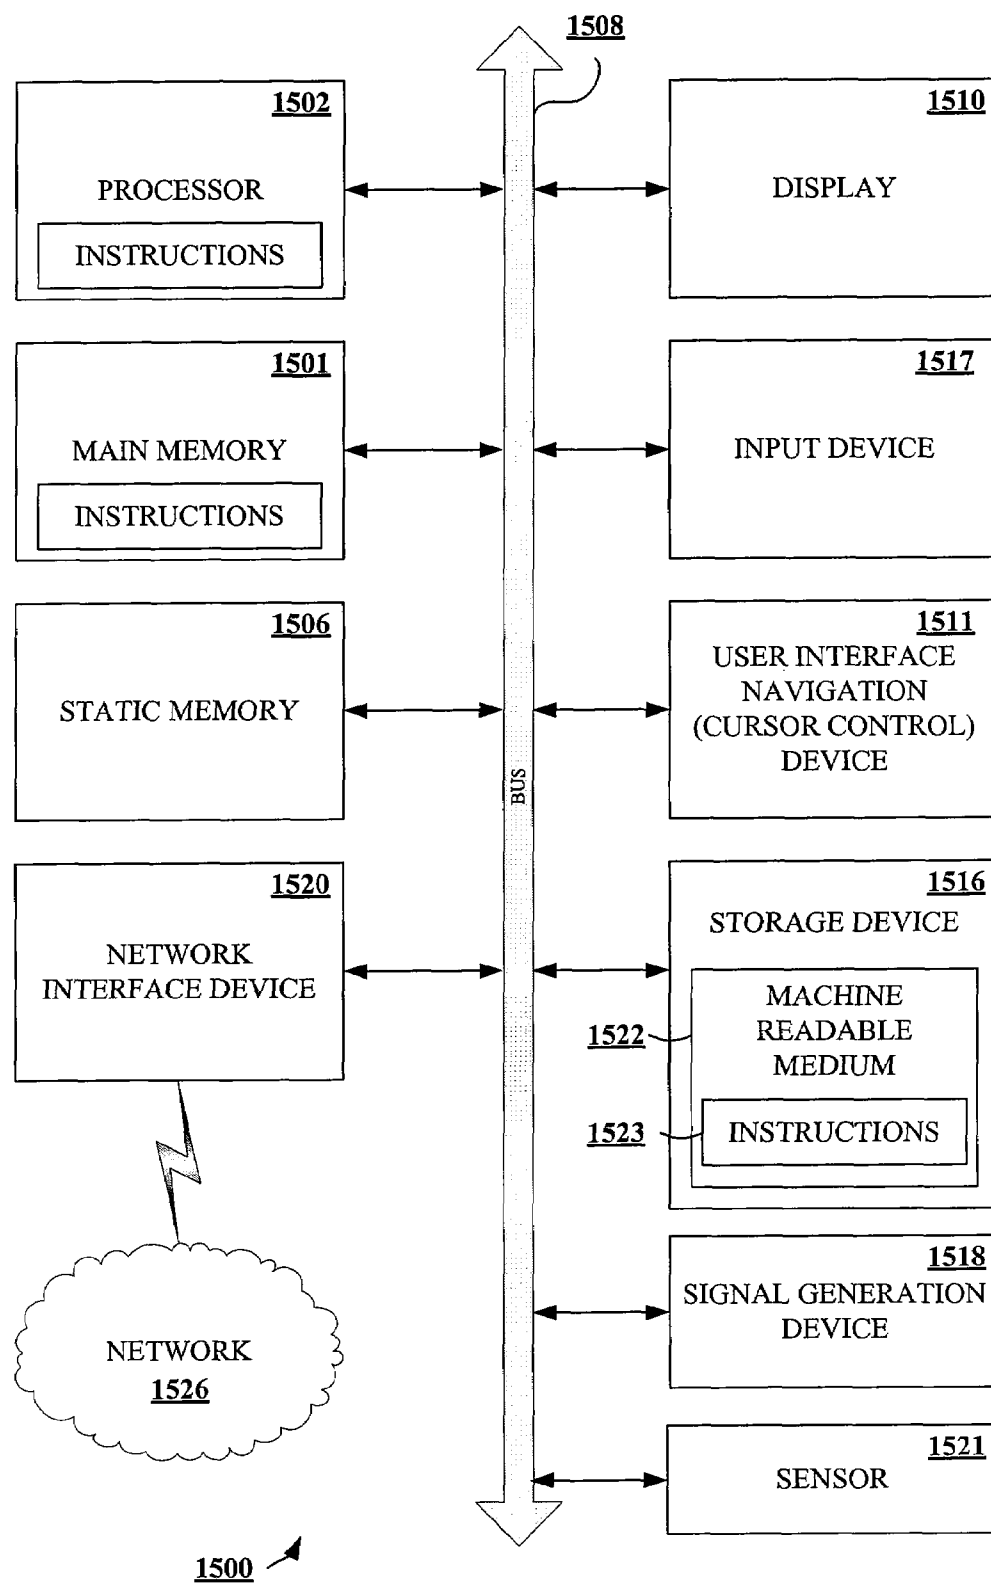 1508
1502
PROCESSOR
INSTRUCTIONS
1510
DISPLAY
1501
MAIN MEMORY
INSTRUCTIONS
1517
INPUT DEVICE
1506
STATIC MEMORY
1511
USER INTERFACE
NAVIGATION
(CURSOR CONTROL)
DEVICE
BUS
1520
NETWORK
INTERFACE DEVICE
1516
STORAGE DEVICE
MACHINE
READABLE
MEDIUM
1522
INSTRUCTIONS
1523
1518
SIGNAL GENERATION
DEVICE
NETWORK
1526
1521
SENSOR
1500